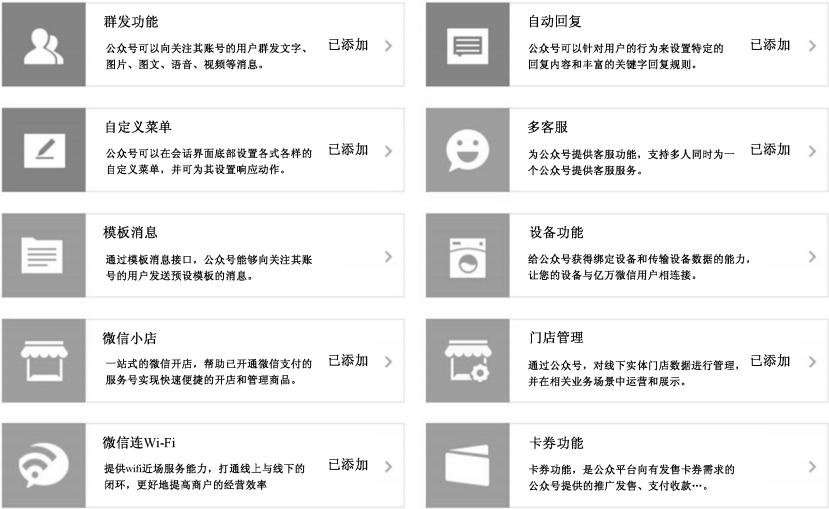 群发功能
公众号可以向关注其账号的用户群发文字、
图片、图文、语音、视频等消息。
已添加
自动回复
公众号可以针对用户的行为来设置特定的
回复内容和丰富的关键字回复规则。
已添加
自定义菜单
公众号可以在会话界面底部设置各式各样的
自定义菜单，并可为其设置响应动作。
已添加
多客服
为公众号提供客服功能，支持多人同时为一
个公众号提供客服服务。
已添加
模板消息
通过模板消息接口，公众号能够向关注其账
号的用户发送预设模板的消息。
设备功能
给公众号获得绑定设备和传输设备数据的能力，
让您的设备与亿万微信用户相连接。
微信小店
一站式的微信开店，帮助已开通微信支付的
服务号实现快速便捷的开店和管理商品。
已添加
门店管理
通过公众号，对线下实体门店数据进行管理，
并在相关业务场景中运营和展示。
已添加
微信连Wi-Fi
提供wifi近场服务能力，打通线上与线下的
闭环，更好地提高商户的经营效率
已添加
卡券功能
卡券功能，是公众平台向有发售卡券需求的
公众号提供的推广发售、支付收款…。